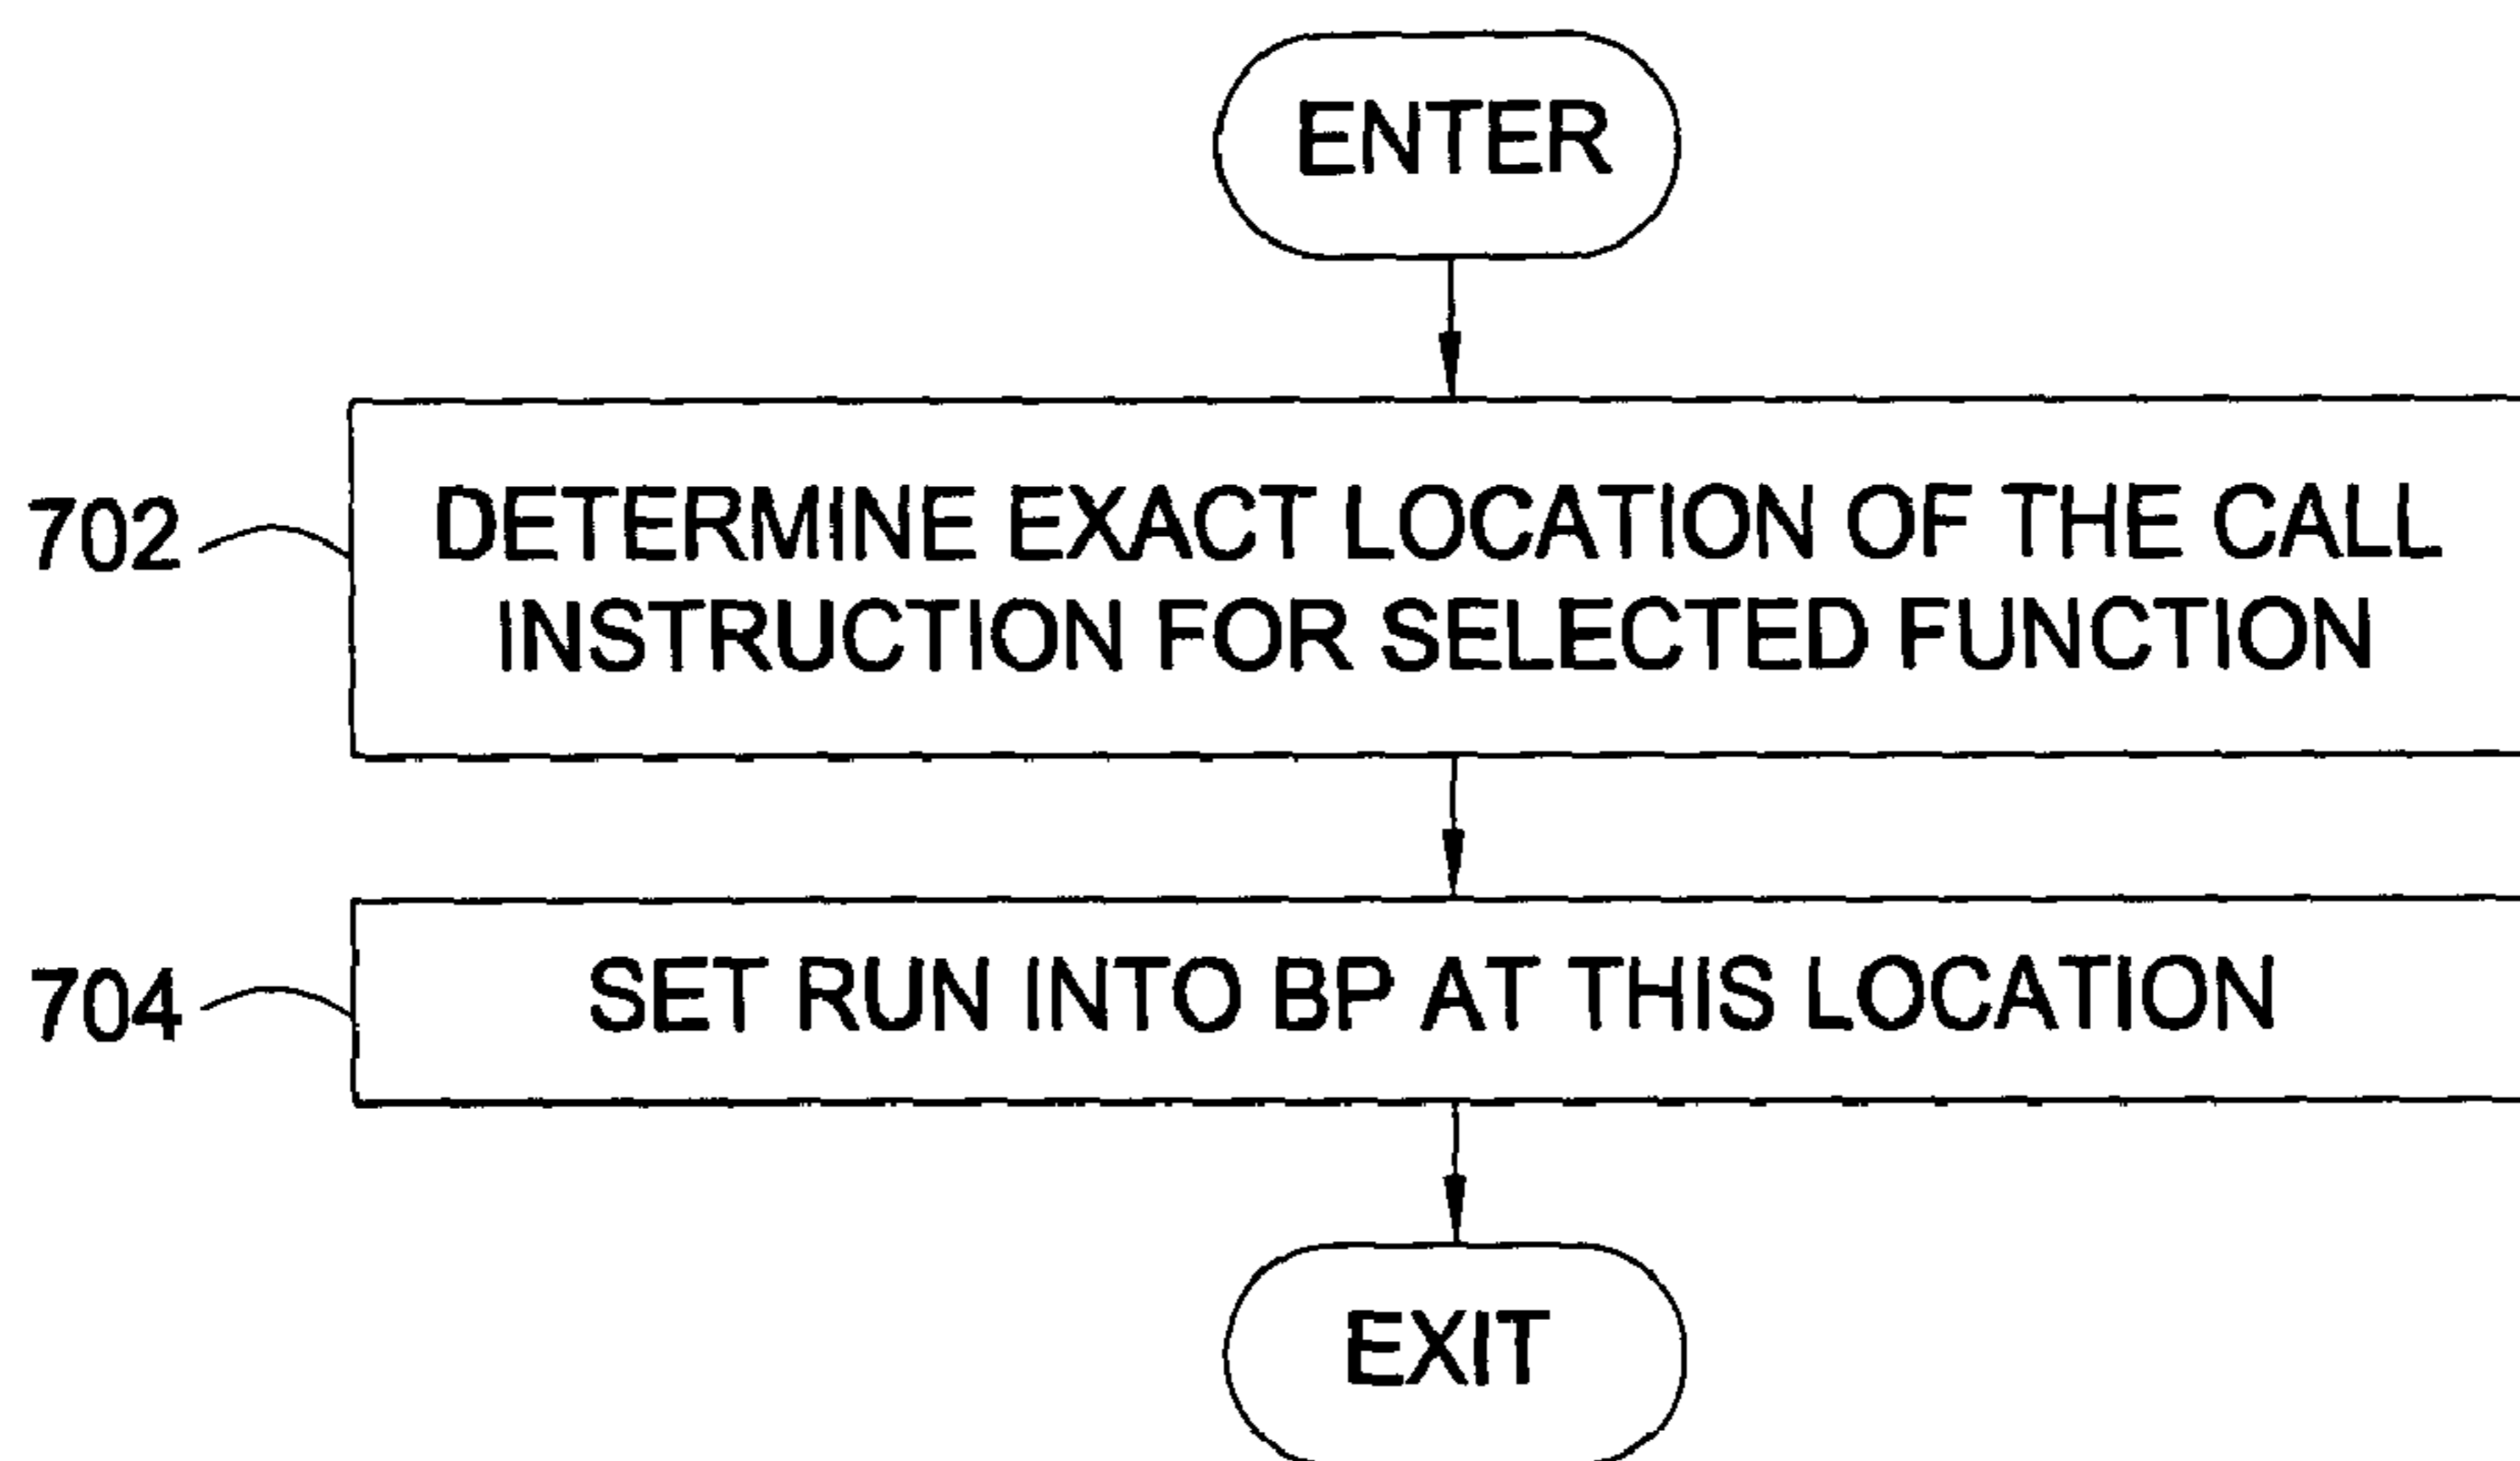 ENTER
702
DETERMINE EXACT LOCATION OF THE CALL
INSTRUCTION FOR SELECTED FUNCTION
704
SET RUN INTO BP AT THIS LOCATION
EXIT